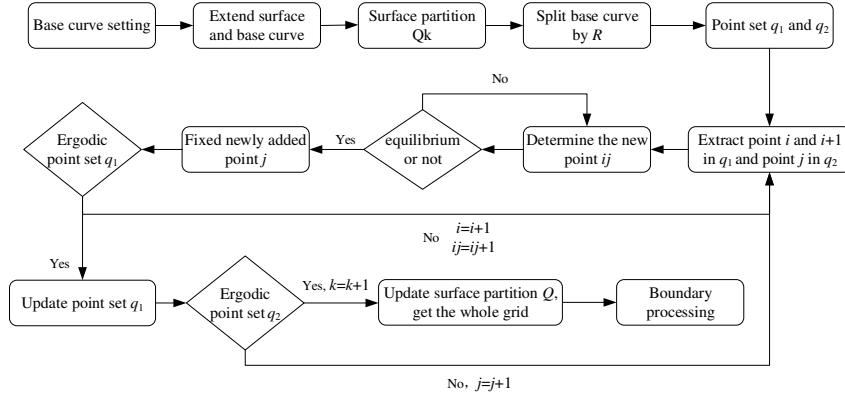 Base curve setting
Extend surface
and base curve
Surface partition
Qk
Split base curve
by R
Point set q₁ and q₂
No
Ergodic
point set q₁
Fixed newly added
point j
Yes
equilibrium
or not
Determine the new
point ij
Extract point i and i+1
in q₁ and point j in q₂
No
i=i+1
ij=ij+1
Yes
Update point set q₁
Ergodic
point set q₂
Yes, k=k+1
Update surface partition Q,
get the whole grid
Boundary
processing
No, j=j+1